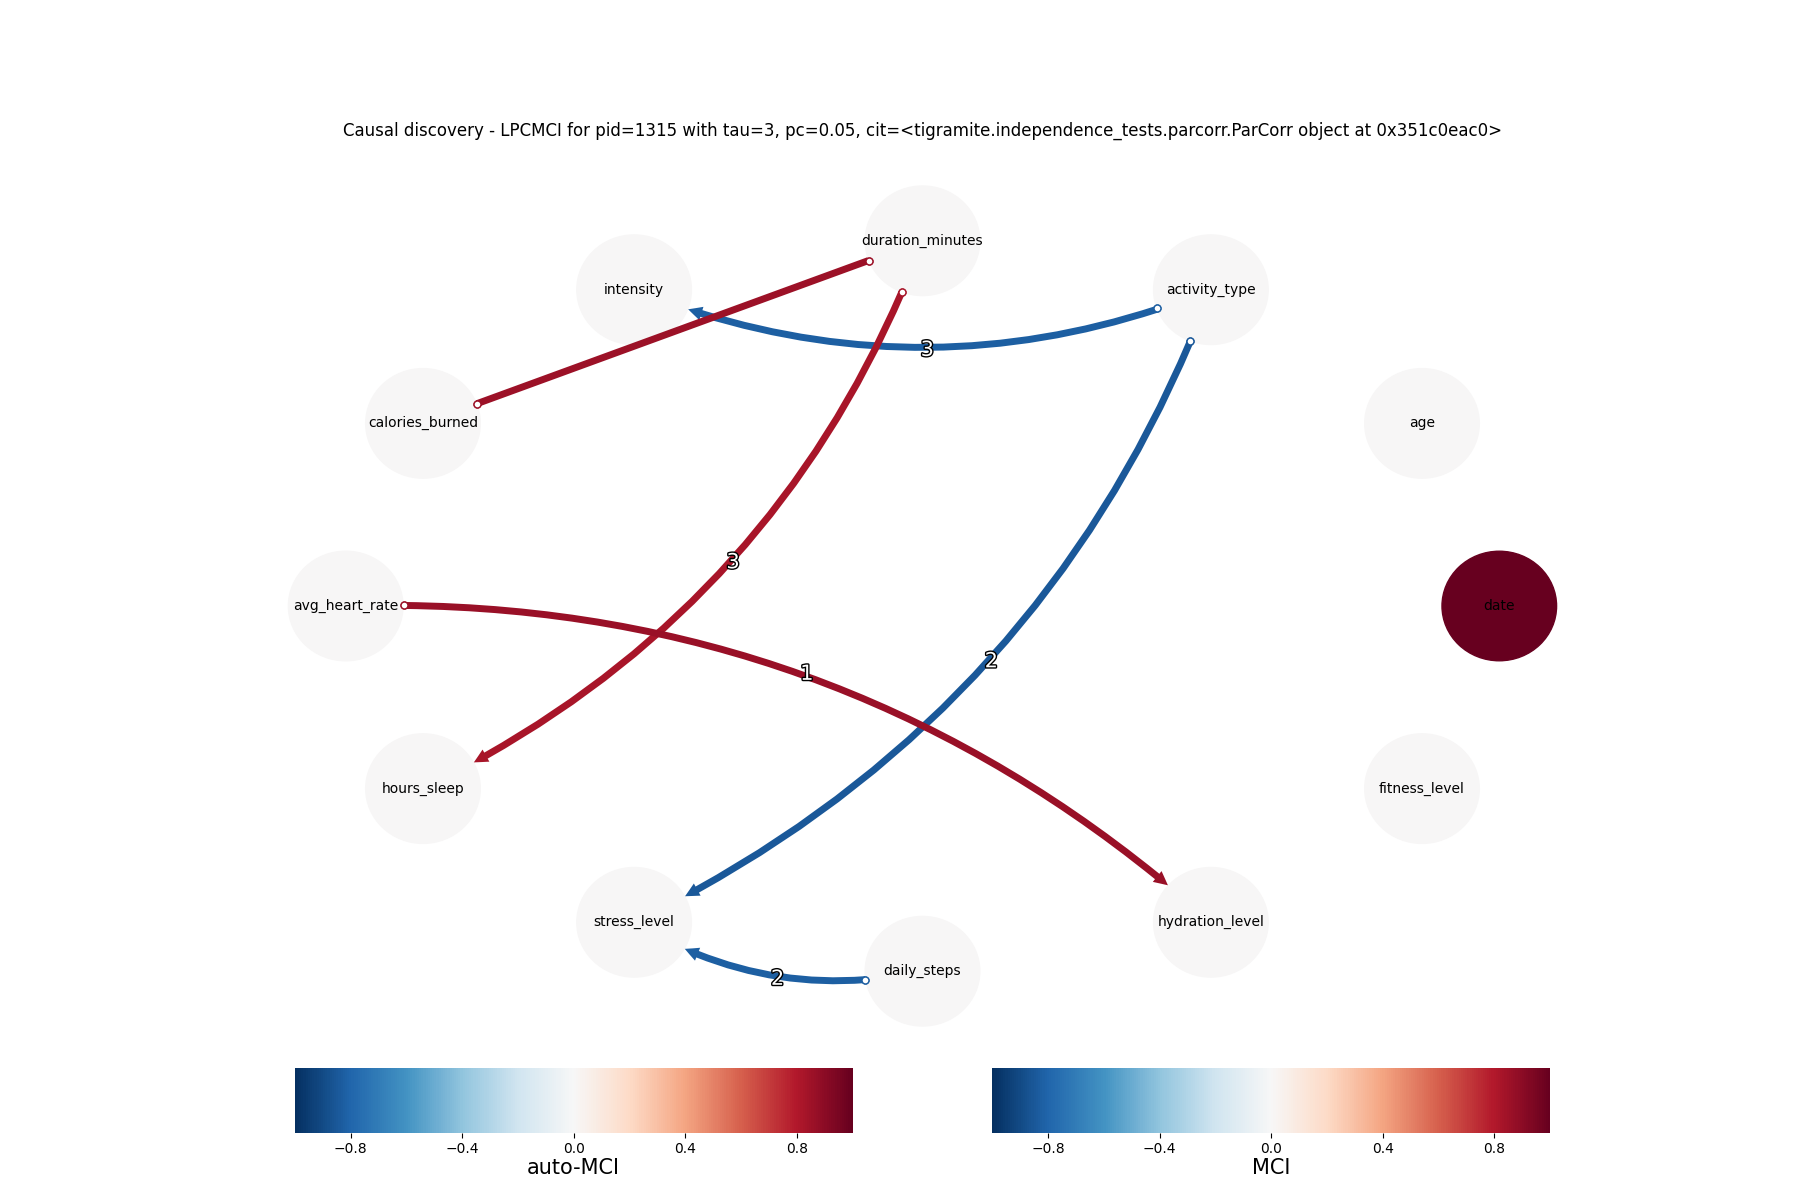 Causal discovery - LPCMCI for pid=1315 with tau=3, pc=0.05, cit=<tigramite.independence_tests.parcorr.ParCorr object at 0x351c0eac0>
duration_minutes
intensity
activity_type
3
calories_burned
age
3
avg_heart_rate
date
1
2
hours_sleep
fitness_level
stress_level
hydration_level
2
daily_steps
−0.8 −0.4 0.0 0.4 0.8
auto-MCI
−0.8 −0.4 0.0 0.4 0.8
MCI